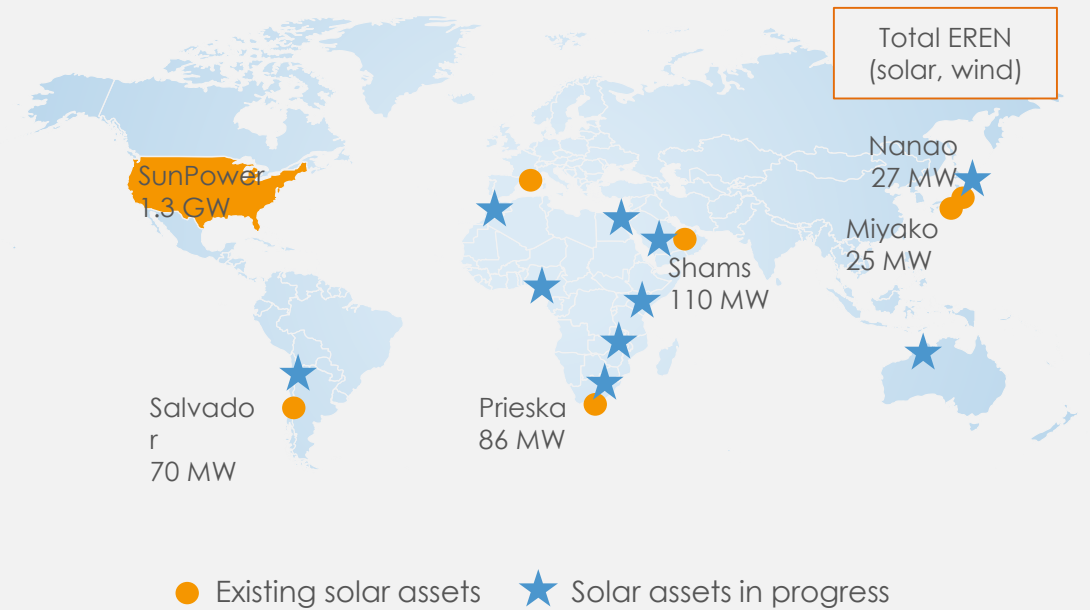 Total EREN
(solar, wind)
SunPower
1.3 GW
Nanao
27 MW
Miyako
25 MW
Shams
110 MW
Salvado
r
70 MW
Prieska
86 MW
Existing solar assets
Solar assets in progress